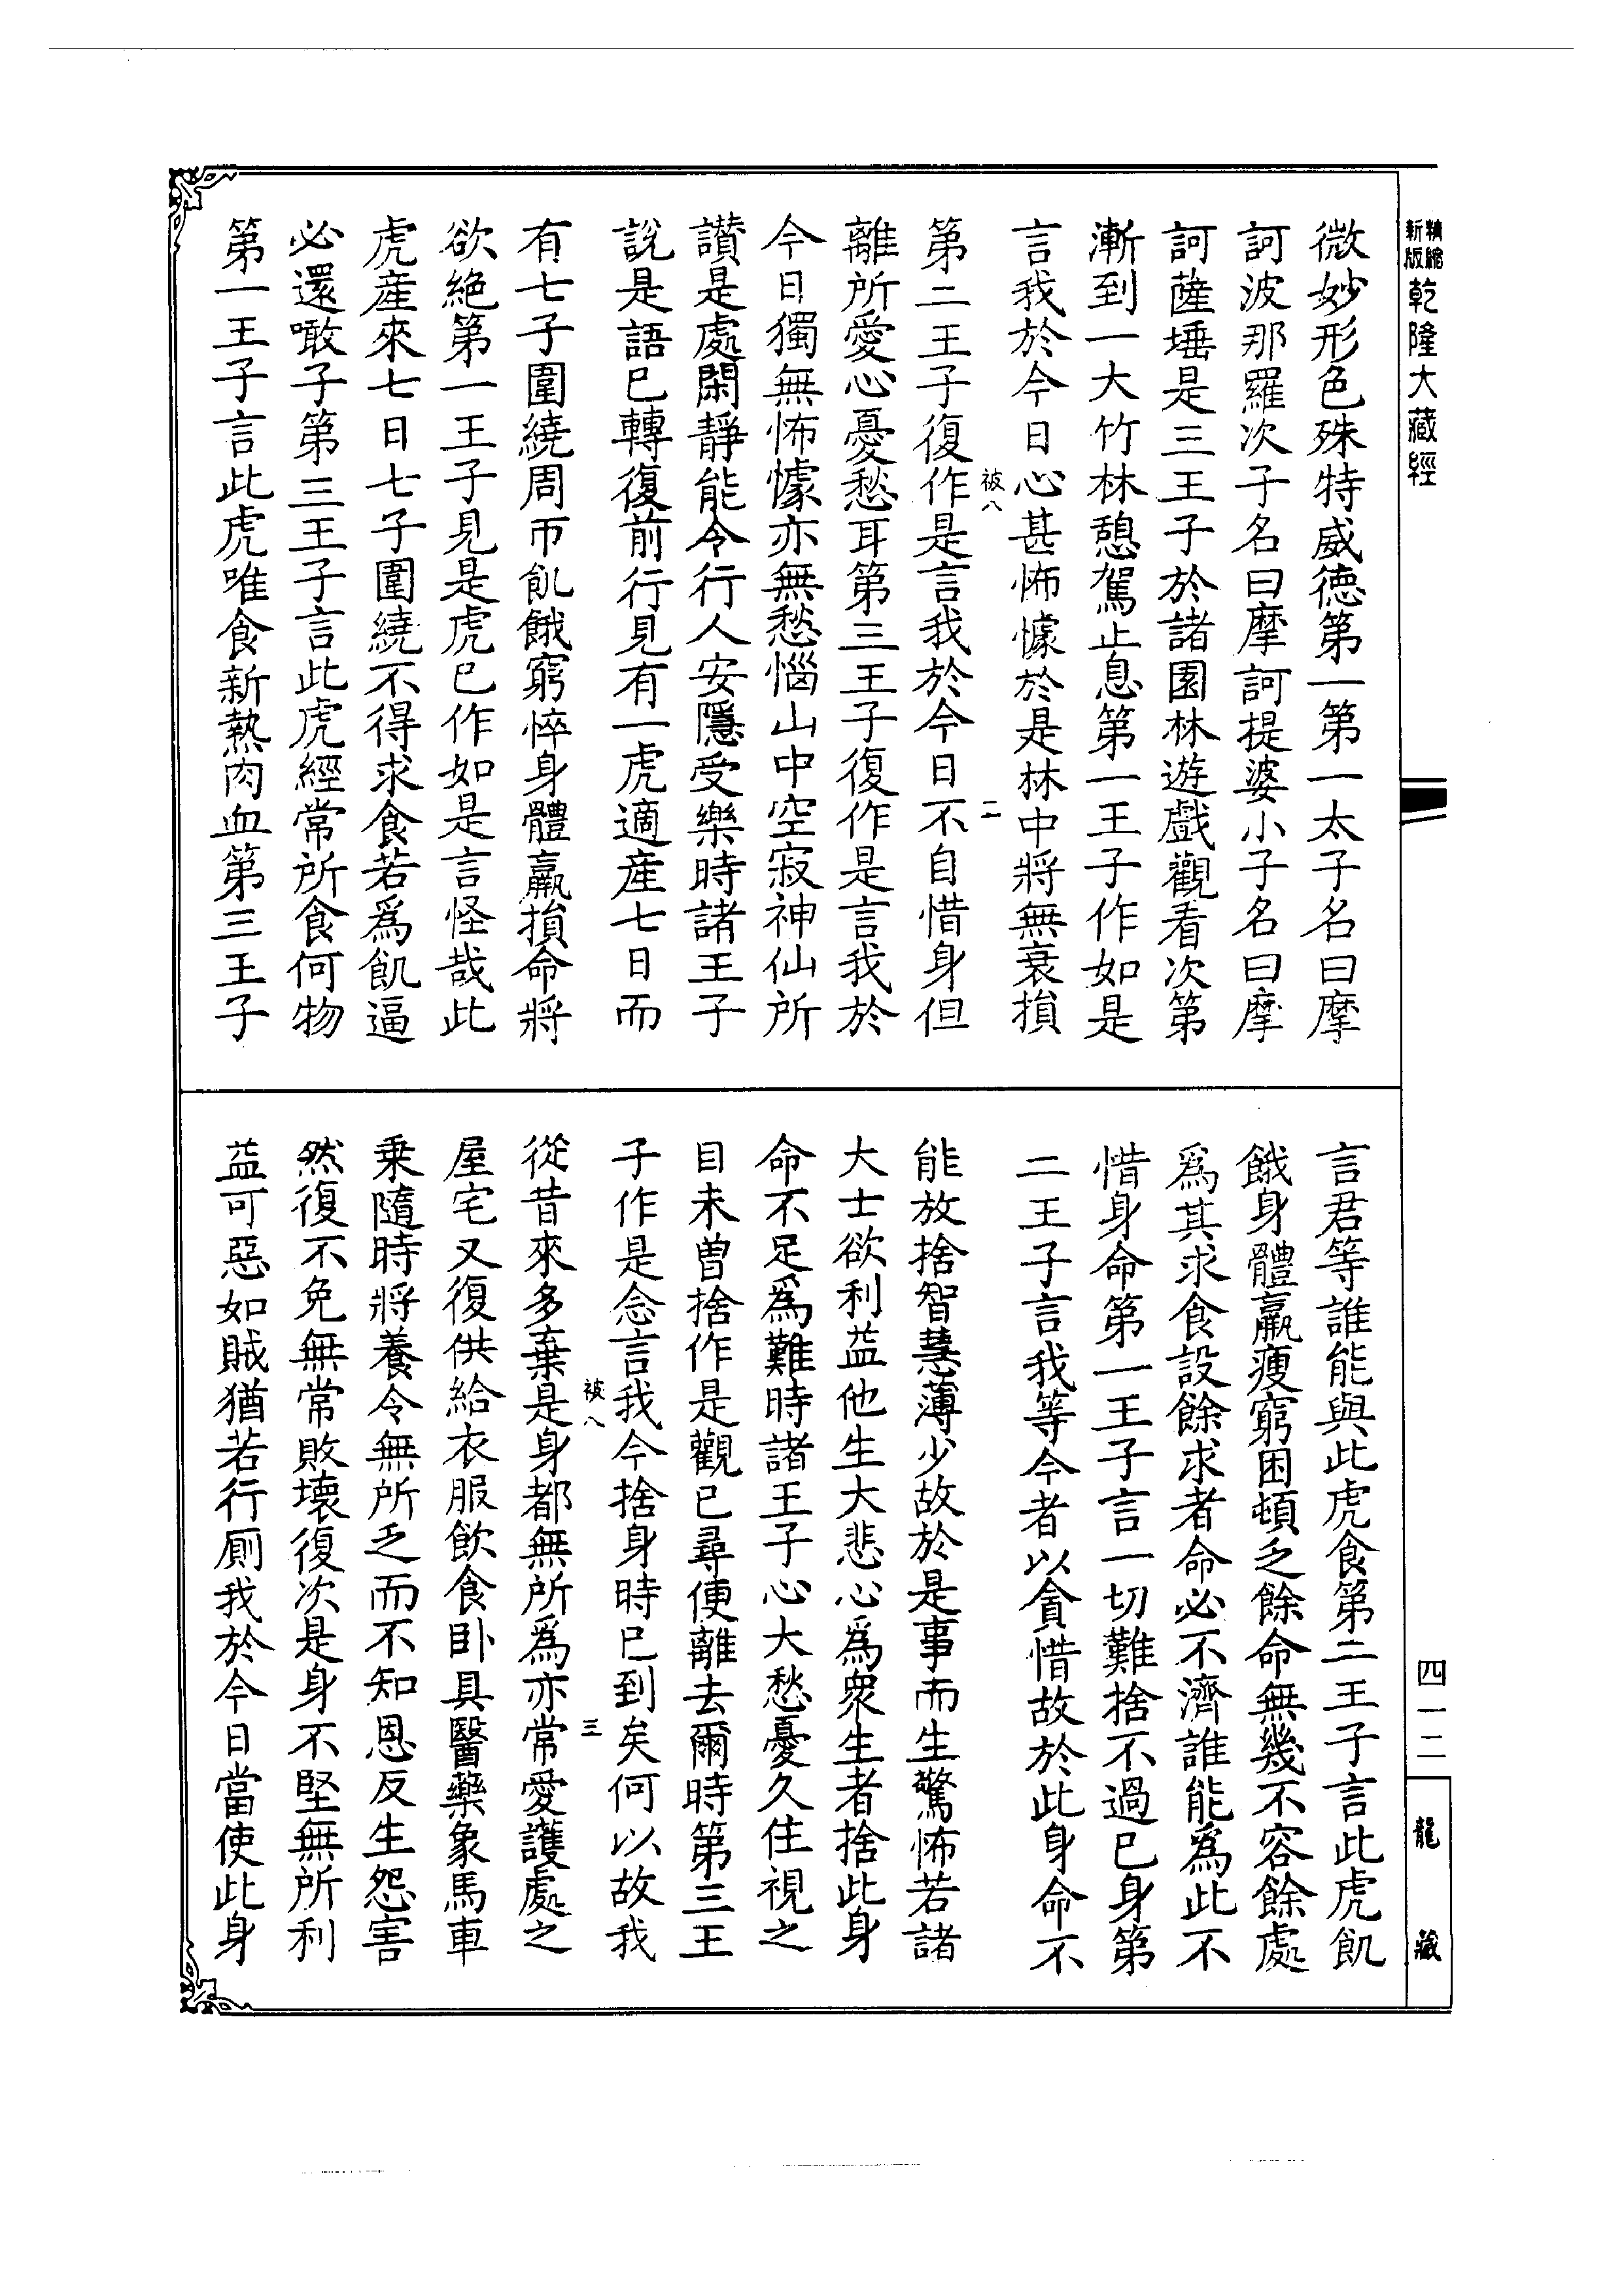 精縮
新版
乾隆大藏經
微妙形色殊特威德第一第一太子名曰摩
訶波那羅次子名曰摩訶提婆小子名曰摩
訶薩埵是三王子於諸園林遊戲觀看次第
漸到一大竹林憩駕止息第一王子作如是
言我於今日心甚怖懅於是林中將無衰損
被八
二
第二王子復作是言我於今日不自惜身但
離所愛心憂愁耳第三王子復作是言我於
今日獨無怖懅亦無愁惱山中空寂神仙所
讚是處閑靜能令行人安隱受樂時諸王子
說是語已轉復前行見有一虎適產七日而
有七子圍繞周帀飢餓窮悴身體羸損命將
欲絕第一王子見是虎已作如是言怪哉此
虎產來七日七子圍繞不得求食若爲飢逼
必還噉子第三王子言此虎經常所食何物
第一王子言此虎唯食新熱肉血第三王子
言君等誰能與此虎食第二王子言此虎飢
餓身體羸瘦窮困頓乏餘命無幾不容餘處
爲其求食設餘求者命必不濟誰能爲此不
惜身命第一王子言一切難捨不過已身第
二王子言我等今者以貪惜故於此身命不
能放捨智慧薄少故於是事而生驚怖若諸
大士欲利益他生大悲心爲衆生者捨此身
命不足爲難時諸王子心大愁憂久住視之
目未曾捨作是觀已尋便離去爾時第三王
子作是念言我今捨身時已到矣何以故我
被八
三
從昔來多棄是身都無所爲亦常愛護處之
屋宅又復供給衣服飲食卧具醫藥象馬車
乗隨時將養令無所乏而不知恩反生怨害
然復不免無常敗壞復次是身不堅無所利
益可惡如賊猶若行厠我於今日當使此身
四一二
龍藏